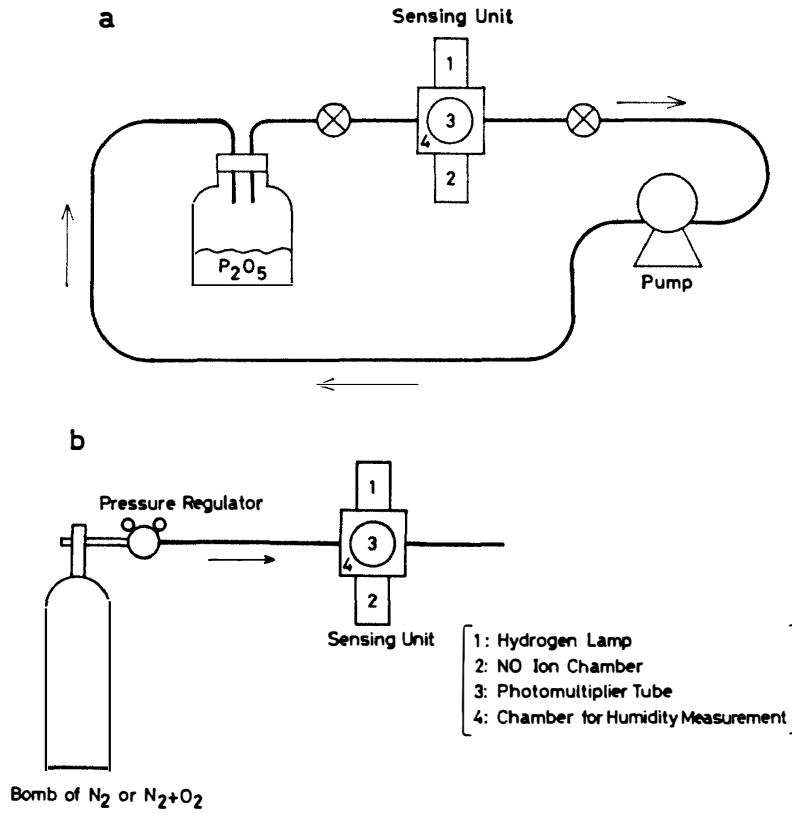 a
Sensing Unit
1
3
4
2
P₂O₅
Pump
b
Pressure Regulator
1
3
4
2
Sensing Unit
1: Hydrogen Lamp
2: NO Ion Chamber
3: Photomultiplier Tube
4: Chamber for Humidity Measurement
Bomb of N₂ or N₂+O₂